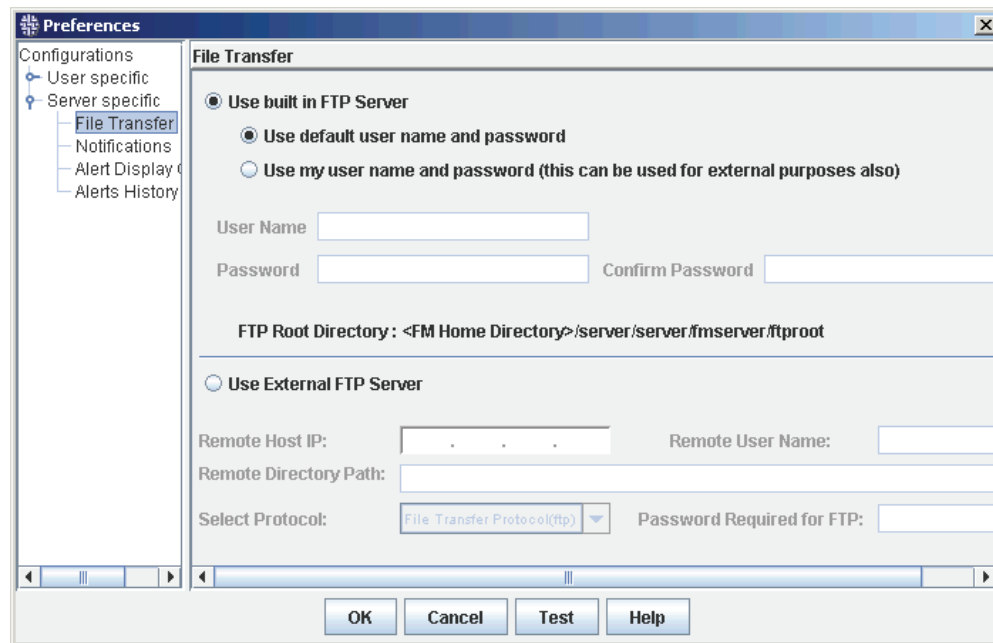 Preferences
Configurations
User specific
Server specific
File Transfer
Notifications
Alert Display
Alerts History
File Transfer
Use built in FTP Server
Use default user name and password
Use my user name and password (this can be used for external purposes also)
User Name
Password Confirm Password
FTP Root Directory : <FM Home Directory>/server/server/fmserver/ftproot
Use External FTP Server
Remote Host IP: . . . Remote User Name:
Remote Directory Path:
Select Protocol: File Transfer Protocol(ftp) Password Required for FTP:
OK Cancel Test Help